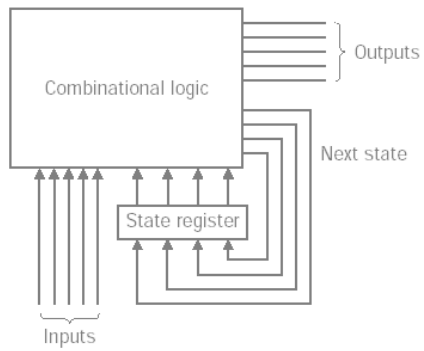 Combinational logic
Outputs
Next state
State register
Inputs